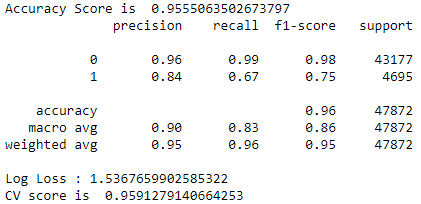 Accuracy Score is  0.9555063502673797
              precision    recall  f1-score   support

           0       0.96      0.99      0.98     43177
           1       0.84      0.67      0.75      4695

    accuracy                           0.96     47872
   macro avg       0.90      0.83      0.86     47872
weighted avg       0.95      0.96      0.95     47872

Log Loss : 1.5367659902585322
CV score is  0.9591279140664253